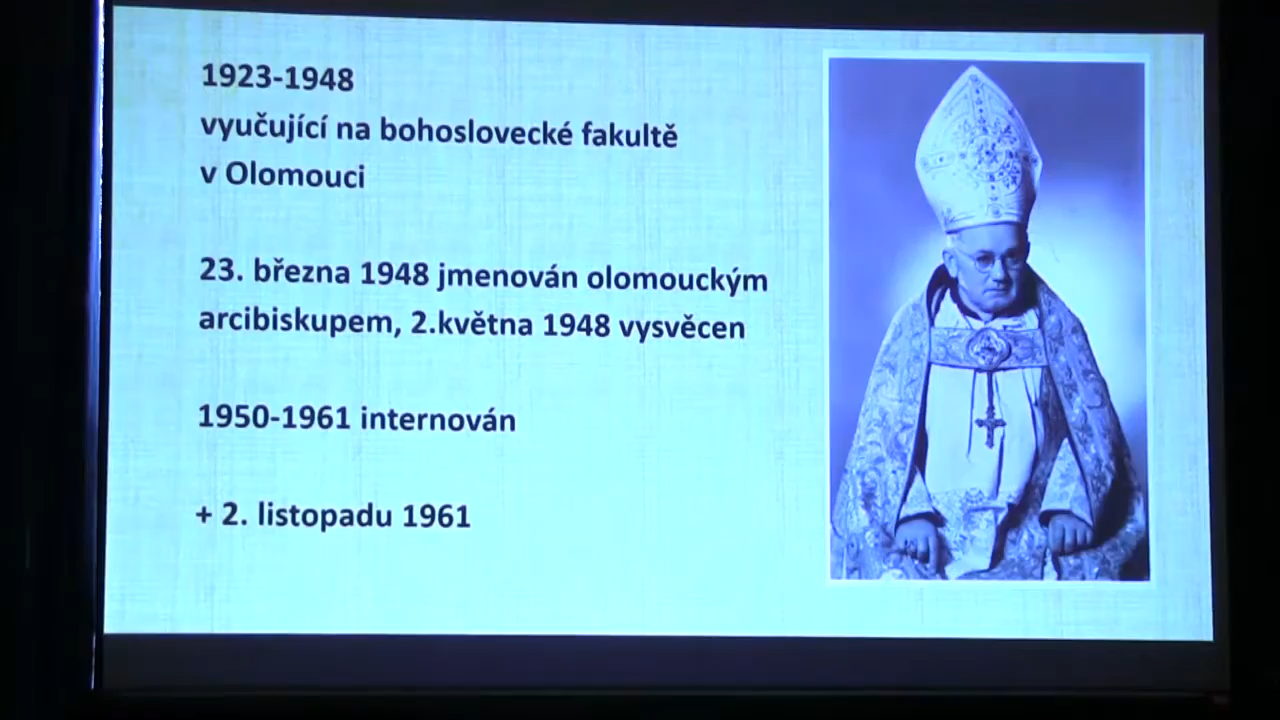 1923-1948
vyučující na bohoslovecké fakultě
v Olomouci
23. března 1948 jmenován olomouckým
arcibiskupem, 2.května 1948 vysvěcen
1950-1961 internován
+ 2. listopadu 1961